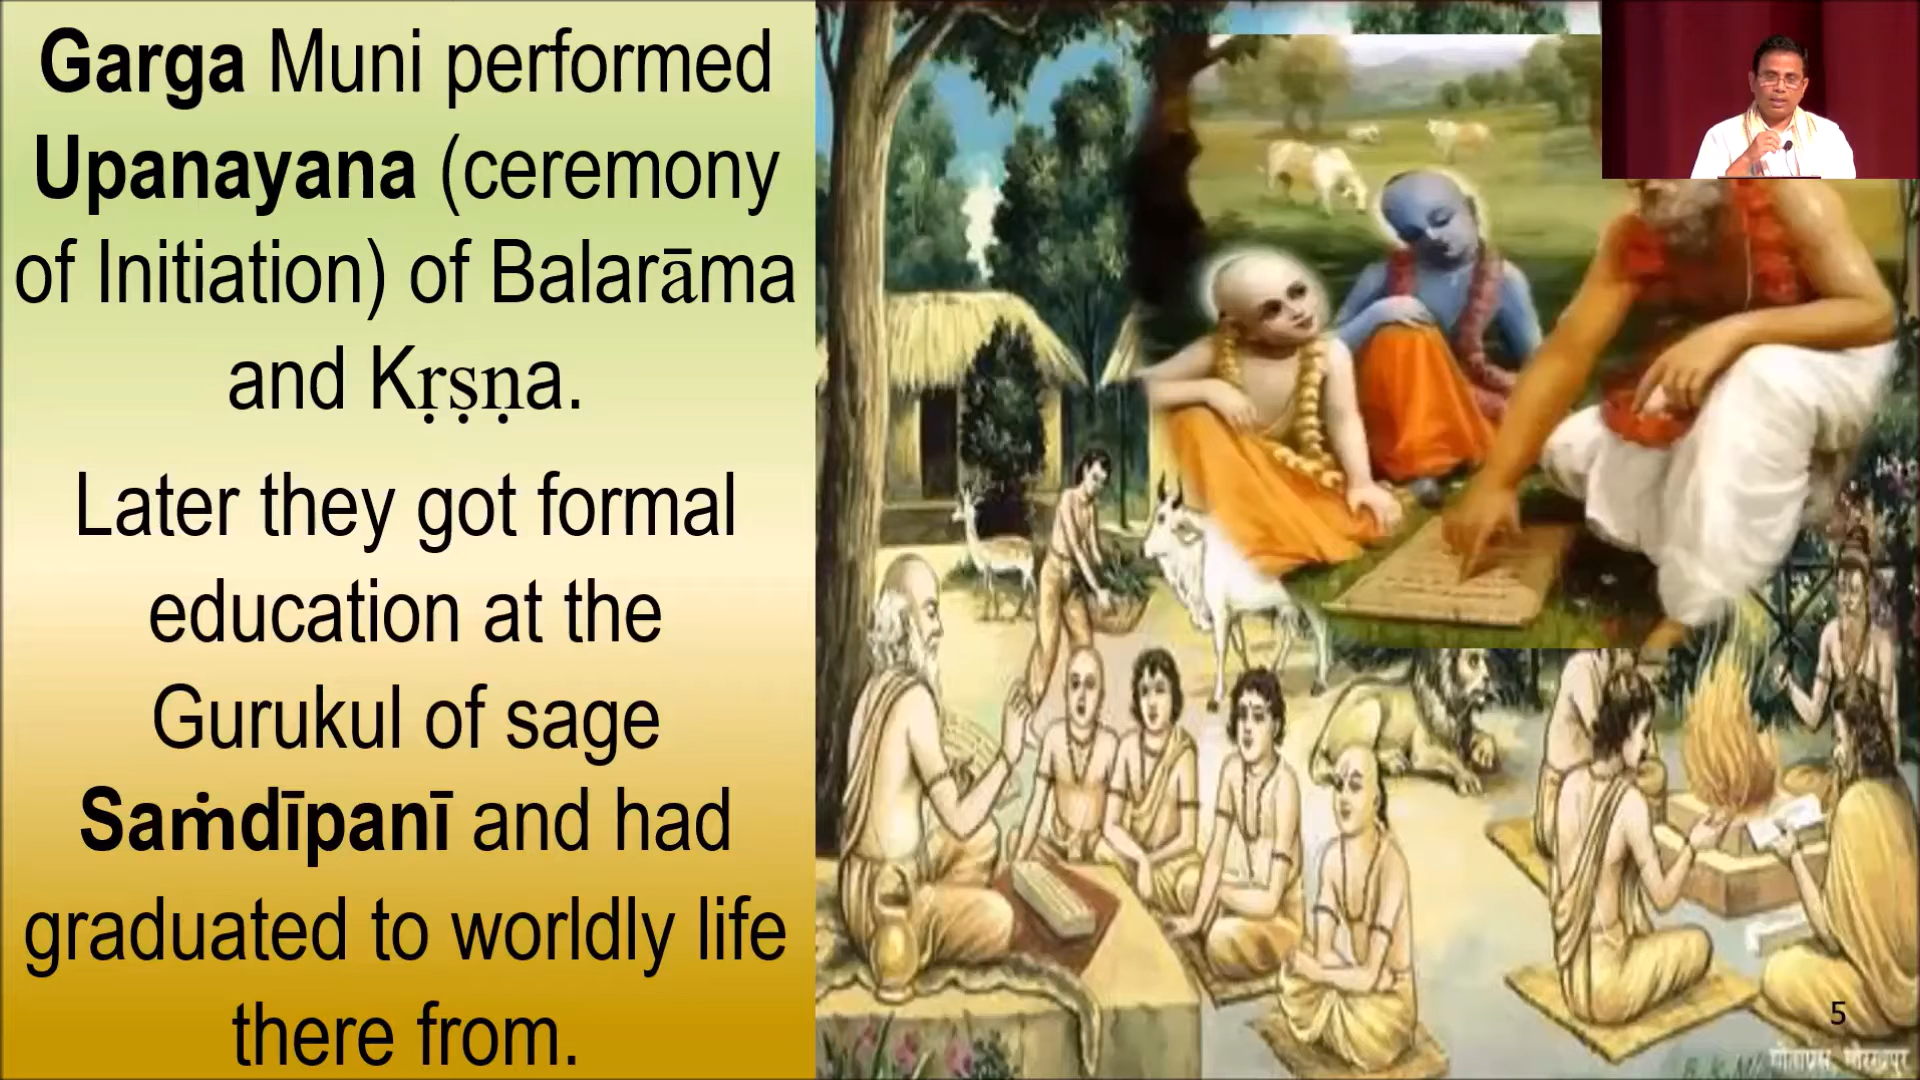 Garga Muni performed
Upanayana (ceremony
of Initiation) of Balarāma
and Kṛṣṇa.
Later they got formal
education at the
Gurukul of sage
Saṁdīpanī and had
graduated to worldly life
there from.
5
गीताप्रेस, गोरखपुर